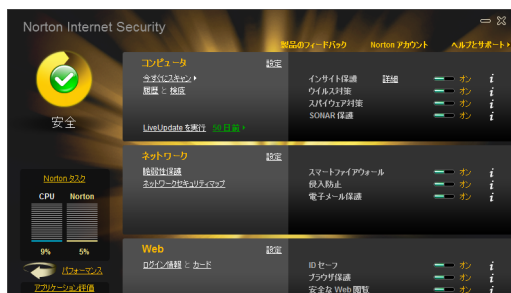 Norton Internet Security
製品のフィードバック Norton アカウント ヘルプとサポート
安全
コンピュータ 設定
今すぐにスキャン
履歴 と 検疫
LiveUpdate を実行 50 日前
インサイト保護 詳細 オン i
ウイルス対策 オン i
スパイウェア対策 オン i
SONAR 保護 オン i
ネットワーク 設定
脆弱性保護
ネットワークセキュリティマップ
スマートファイアウォール オン i
侵入防止 オン i
電子メール保護 オン i
Norton タスク
CPU Norton
9% 5%
パフォーマンス
アプリケーション評価
Web 設定
ログイン情報 と カード
ID セーフ オン i
ブラウザ保護 オン i
安全な Web 閲覧 オン i